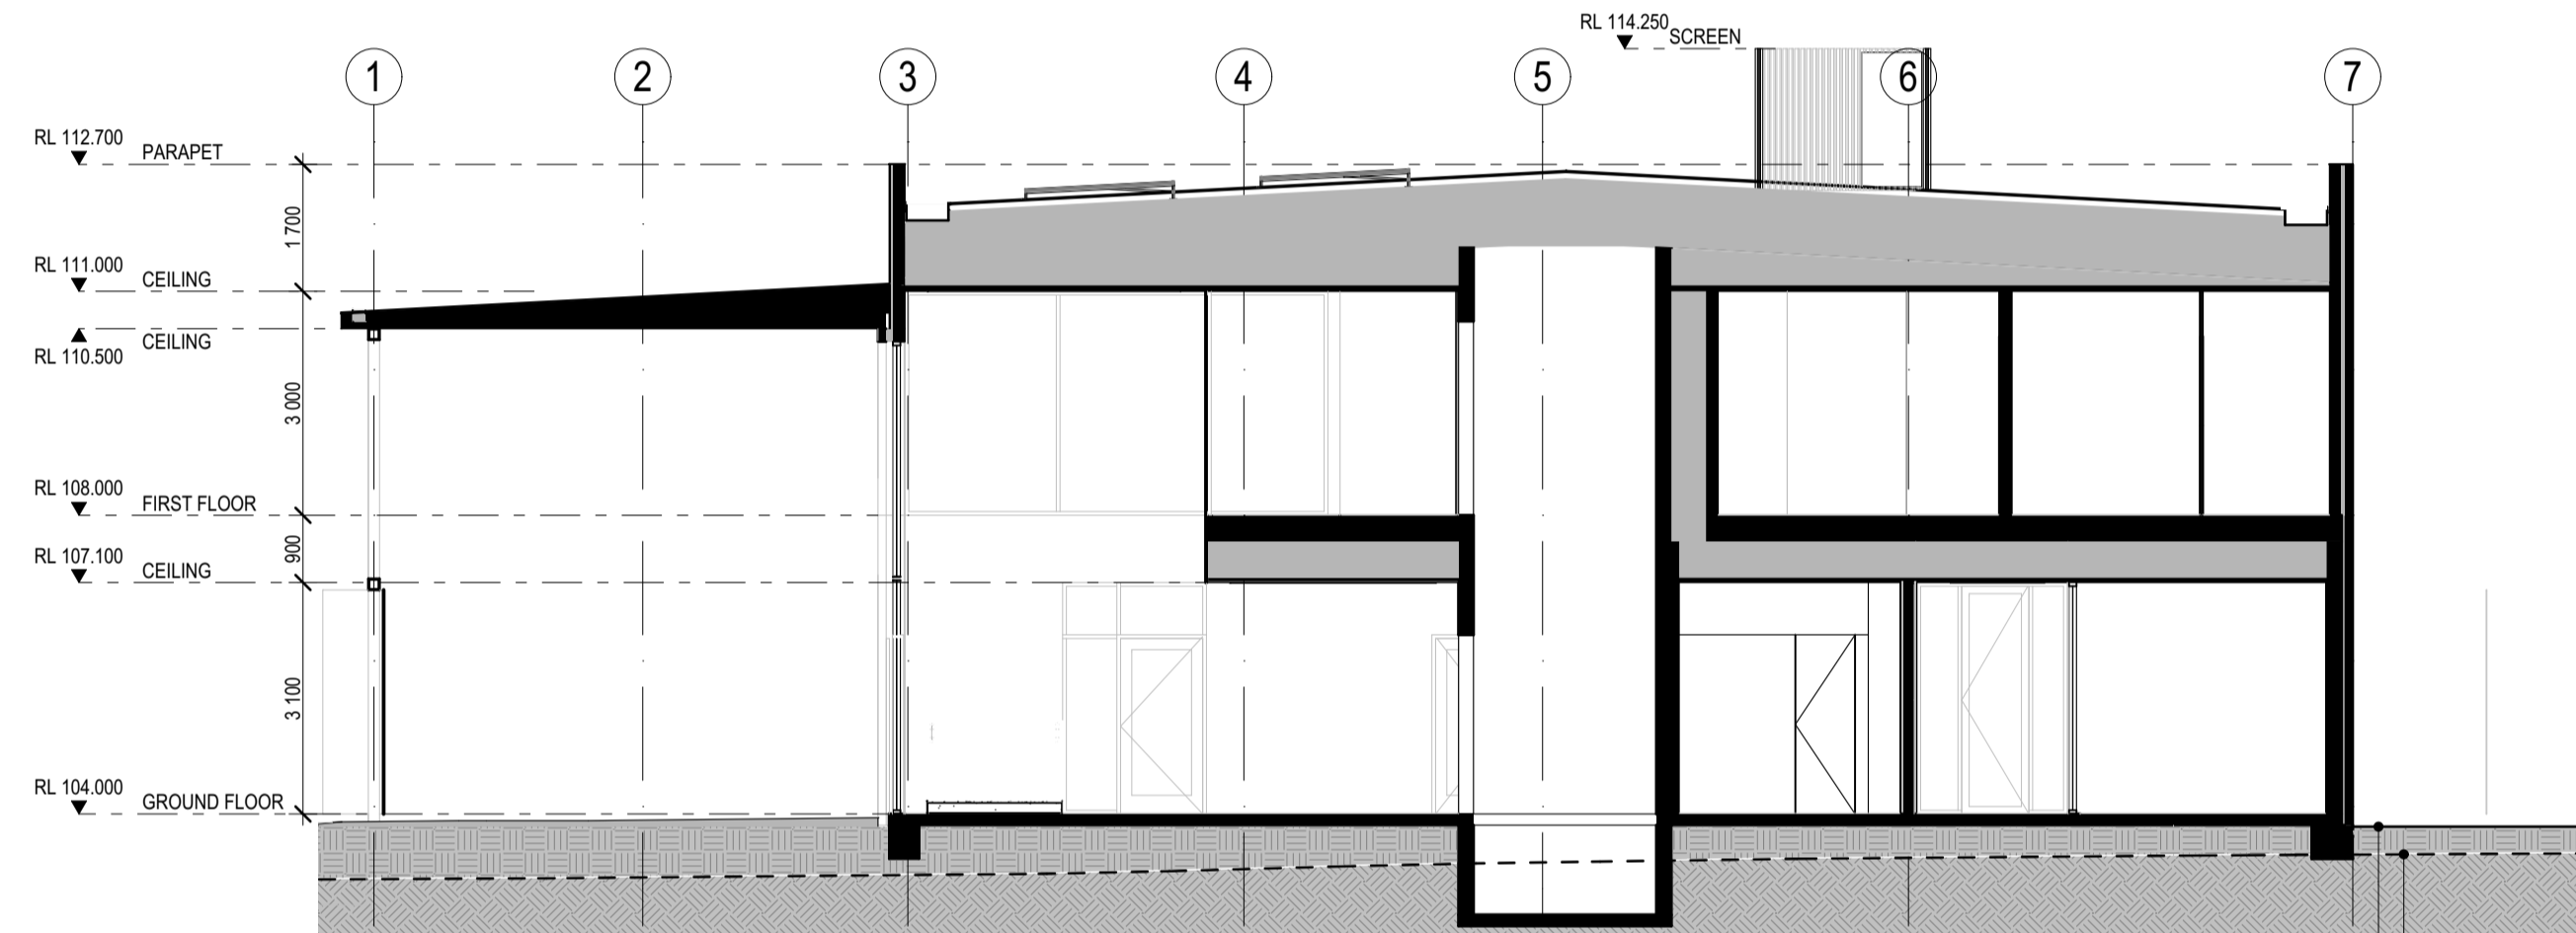 RL 114.250
SCREEN
1
2
3
4
5
6
7
RL 112.700
PARAPET
1 700
RL 111.000
CEILING
CEILING
RL 110.500
3 000
RL 108.000
FIRST FLOOR
900
RL 107.100
CEILING
3 100
RL 104.000
GROUND FLOOR